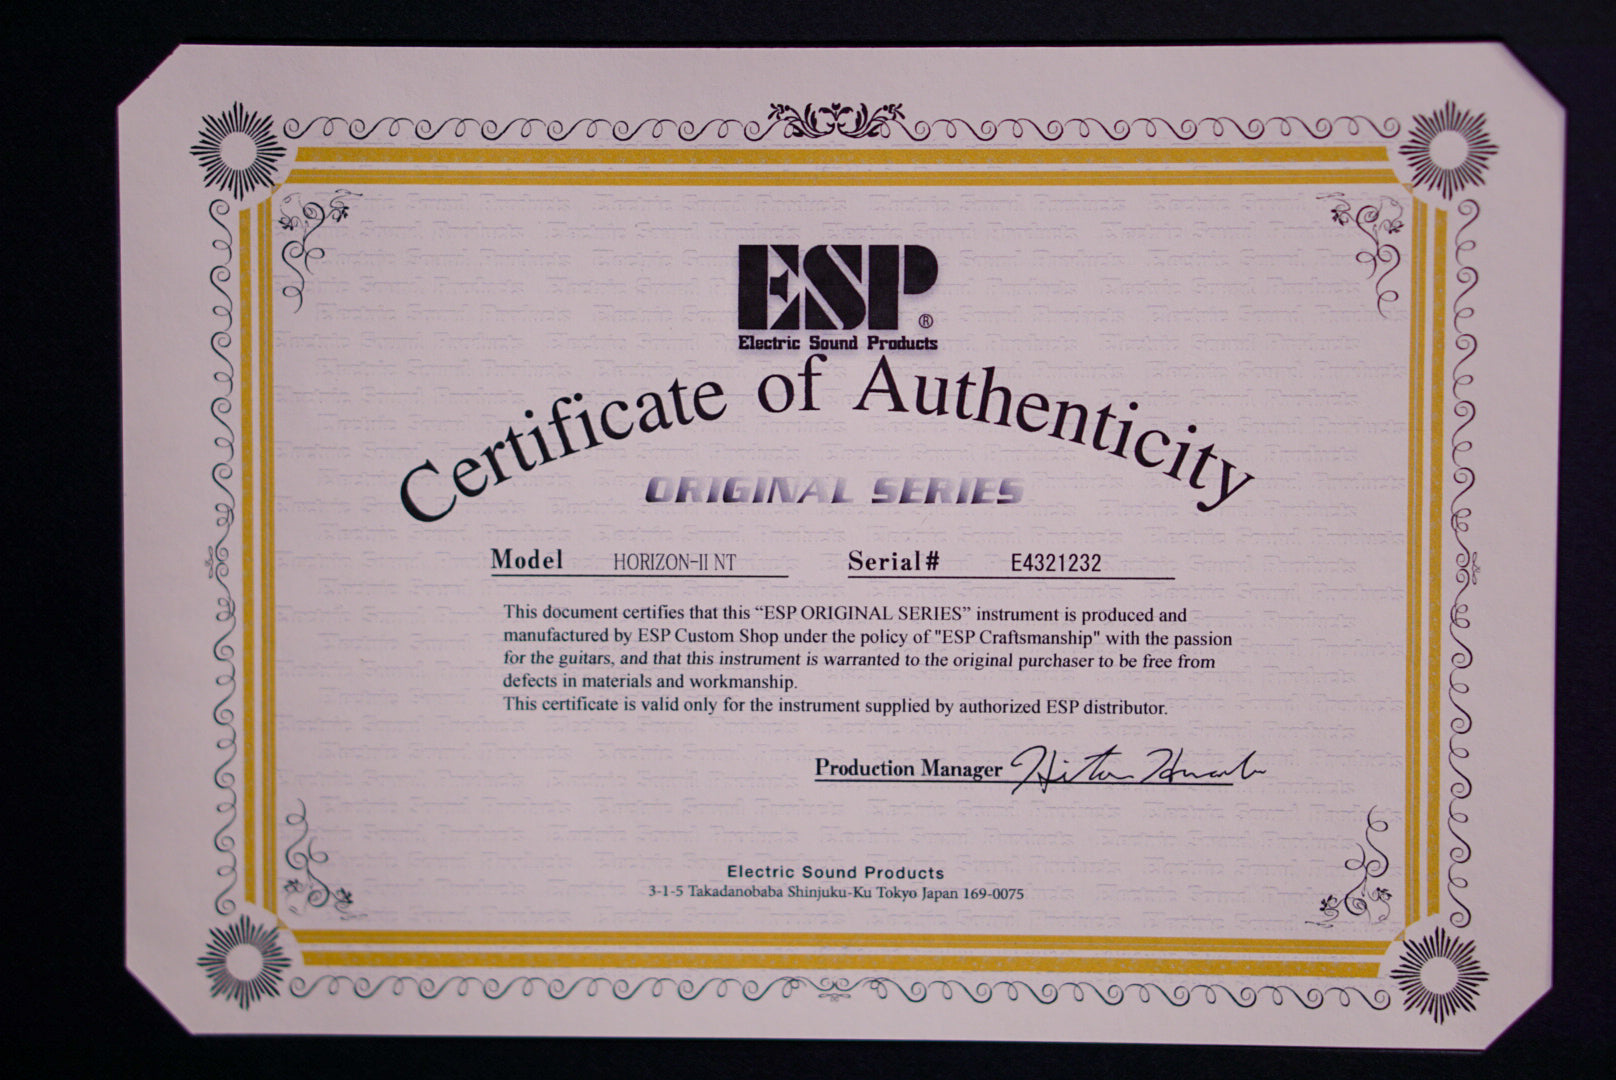 ESP®
Electric Sound Products
Certificate of Authenticity
ORIGINAL SERIES
Model HORIZON-II NT Serial# E4321232
This document certifies that this “ESP ORIGINAL SERIES” instrument is produced and
manufactured by ESP Custom Shop under the policy of "ESP Craftsmanship" with the passion
for the guitars, and that this instrument is warranted to the original purchaser to be free from
defects in materials and workmanship.
This certificate is valid only for the instrument supplied by authorized ESP distributor.
Production Manager
Electric Sound Products
3-1-5 Takadanobaba Shinjuku-Ku Tokyo Japan 169-0075